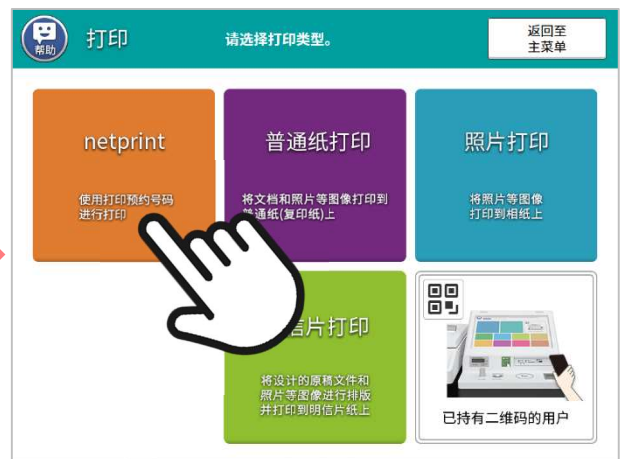 帮助
打印
请选择打印类型。
返回至
主菜单
netprint
使用打印预约号码
进行打印
普通纸打印
将文档和照片等图像打印到
普通纸(复印纸)上
照片打印
将照片等图像
打印到相纸上
信片打印
将设计的原稿文件和
照片等图像进行排版
并打印到明信片纸上
已持有二维码的用户